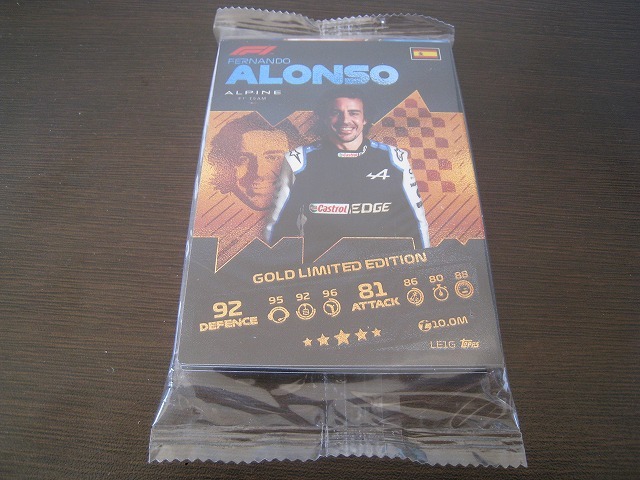 F1
FERNANDO
ALONSO
ALPINE
F1 TEAM
Castrol EDGE
GOLD LIMITED EDITION
92 DEFENCE 95 92 96 81 ATTACK 86 80 88
10.0M
LE1G Topps